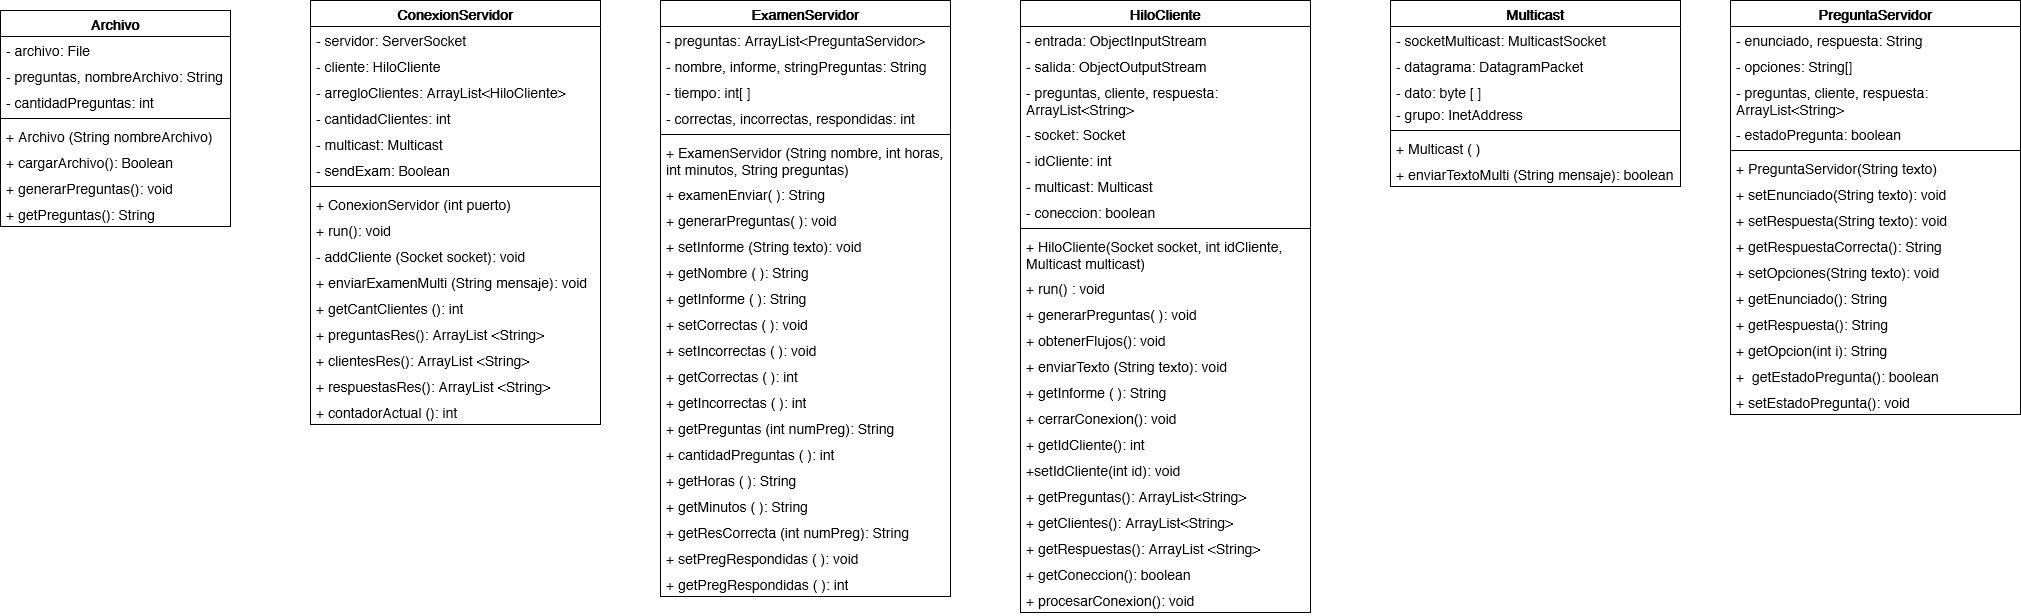 Archivo
- archivo: File
- preguntas, nombreArchivo: String
- cantidadPreguntas: int
+ Archivo (String nombreArchivo)
+ cargarArchivo(): Boolean
+ generarPreguntas(): void
+ getPreguntas(): String
ConexionServidor
- servidor: ServerSocket
- cliente: HiloCliente
- arregloClientes: ArrayList<HiloCliente>
- cantidadClientes: int
- multicast: Multicast
- sendExam: Boolean
+ ConexionServidor (int puerto)
+ run(): void
- addCliente (Socket socket): void
+ enviarExamenMulti (String mensaje): void
+ getCantClientes (): int
+ preguntasRes(): ArrayList <String>
+ clientesRes(): ArrayList <String>
+ respuestasRes(): ArrayList <String>
+ contadorActual (): int
ExamenServidor
- preguntas: ArrayList<PreguntaServidor>
- nombre, informe, stringPreguntas: String
- tiempo: int[ ]
- correctas, incorrectas, respondidas: int
+ ExamenServidor (String nombre, int horas,
int minutos, String preguntas)
+ examenEnviar( ): String
+ generarPreguntas( ): void
+ setInforme (String texto): void
+ getNombre ( ): String
+ getInforme ( ): String
+ setCorrectas ( ): void
+ setIncorrectas ( ): void
+ getCorrectas ( ): int
+ getIncorrectas ( ): int
+ getPreguntas (int numPreg): String
+ cantidadPreguntas ( ): int
+ getHoras ( ): String
+ getMinutos ( ): String
+ getResCorrecta (int numPreg): String
+ setPregRespondidas ( ): void
+ getPregRespondidas ( ): int
HiloCliente
- entrada: ObjectInputStream
- salida: ObjectOutputStream
- preguntas, cliente, respuesta:
ArrayList<String>
- socket: Socket
- idCliente: int
- multicast: Multicast
- coneccion: boolean
+ HiloCliente(Socket socket, int idCliente,
Multicast multicast)
+ run() : void
+ generarPreguntas( ): void
+ obtenerFlujos(): void
+ enviarTexto (String texto): void
+ getInforme ( ): String
+ cerrarConexion(): void
+ getIdCliente(): int
+setIdCliente(int id): void
+ getPreguntas(): ArrayList<String>
+ getClientes(): ArrayList<String>
+ getRespuestas(): ArrayList <String>
+ getConeccion(): boolean
+ procesarConexion(): void
Multicast
- socketMulticast: MulticastSocket
- datagrama: DatagramPacket
- dato: byte [ ]
- grupo: InetAddress
+ Multicast ( )
+ enviarTextoMulti (String mensaje): boolean
PreguntaServidor
- enunciado, respuesta: String
- opciones: String[]
- preguntas, cliente, respuesta:
ArrayList<String>
- estadoPregunta: boolean
+ PreguntaServidor(String texto)
+ setEnunciado(String texto): void
+ setRespuesta(String texto): void
+ getRespuestaCorrecta(): String
+ setOpciones(String texto): void
+ getEnunciado(): String
+ getRespuesta(): String
+ getOpcion(int i): String
+  getEstadoPregunta(): boolean
+ setEstadoPregunta(): void